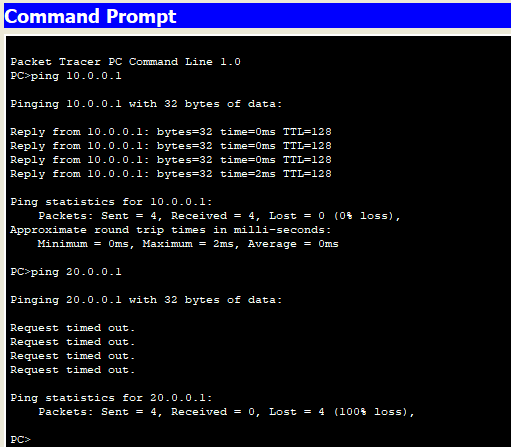 Command Prompt
Packet Tracer PC Command Line 1.0
PC>ping 10.0.0.1
Pinging 10.0.0.1 with 32 bytes of data:
Reply from 10.0.0.1: bytes=32 time=0ms TTL=128
Reply from 10.0.0.1: bytes=32 time=0ms TTL=128
Reply from 10.0.0.1: bytes=32 time=0ms TTL=128
Reply from 10.0.0.1: bytes=32 time=2ms TTL=128
Ping statistics for 10.0.0.1:
    Packets: Sent = 4, Received = 4, Lost = 0 (0% loss),
Approximate round trip times in milli-seconds:
    Minimum = 0ms, Maximum = 2ms, Average = 0ms
PC>ping 20.0.0.1
Pinging 20.0.0.1 with 32 bytes of data:
Request timed out.
Request timed out.
Request timed out.
Request timed out.
Ping statistics for 20.0.0.1:
    Packets: Sent = 4, Received = 0, Lost = 4 (100% loss),
PC>